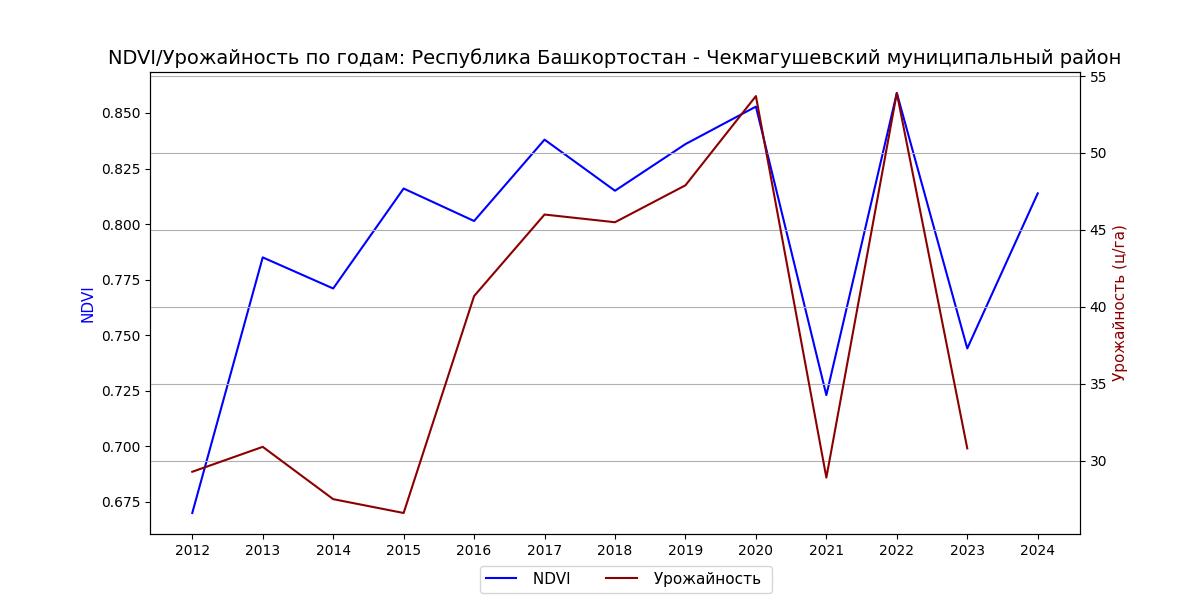 NDVI/Урожайность по годам: Республика Башкортостан - Чекмагушевский муниципальный район
0.850
0.825
0.800
0.775
0.750
0.725
0.700
0.675
NDVI
55
50
45
40
35
30
Урожайность (ц/га)
2012 2013 2014 2015 2016 2017 2018 2019 2020 2021 2022 2023 2024
NDVI Урожайность